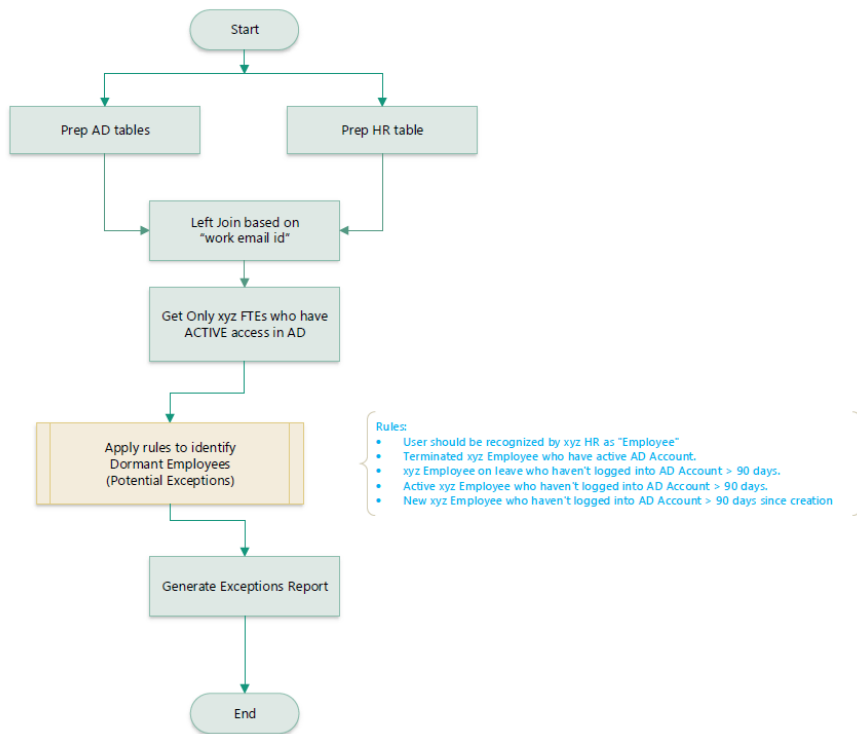 Start
Prep AD tables
Prep HR table
Left Join based on
"work email id"
Get Only xyz FTEs who have
ACTIVE access in AD
Apply rules to identify
Dormant Employees
(Potential Exceptions)
Rules:
• User should be recognized by xyz HR as "Employee"
• Terminated xyz Employee who have active AD Account.
• xyz Employee on leave who haven't logged into AD Account > 90 days.
• Active xyz Employee who haven't logged into AD Account > 90 days.
• New xyz Employee who haven't logged into AD Account > 90 days since creation
Generate Exceptions Report
End